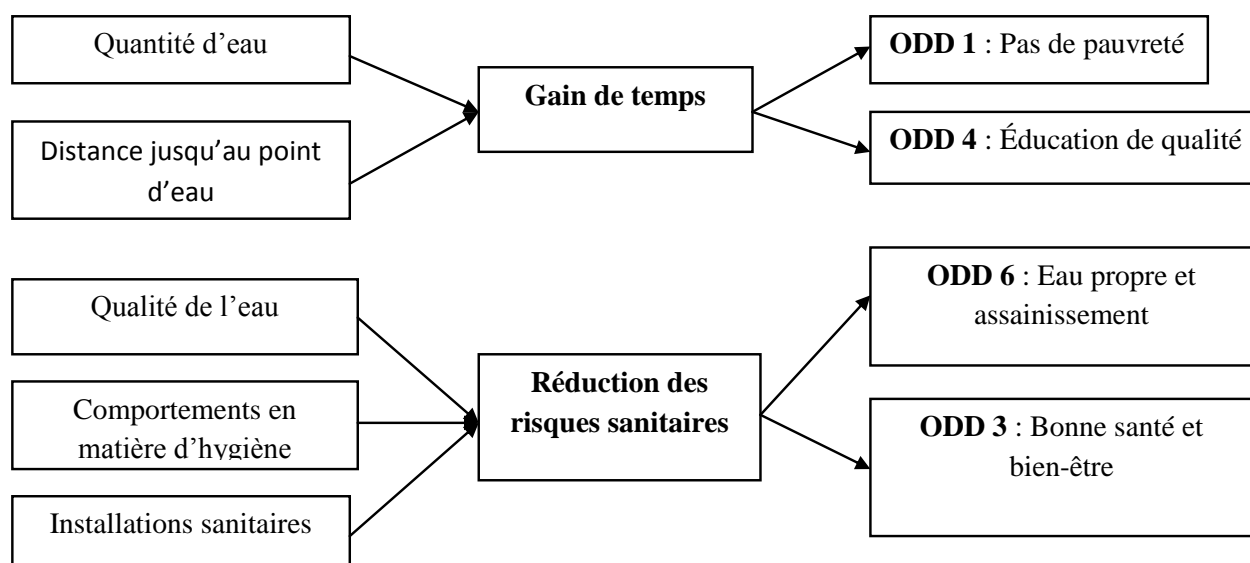 Quantité d’eau
Distance jusqu’au point
d’eau
Gain de temps
ODD 1 : Pas de pauvreté
ODD 4 : Éducation de qualité
Qualité de l’eau
Comportements en
matière d’hygiène
Installations sanitaires
Réduction des
risques sanitaires
ODD 6 : Eau propre et
assainissement
ODD 3 : Bonne santé et
bien-être